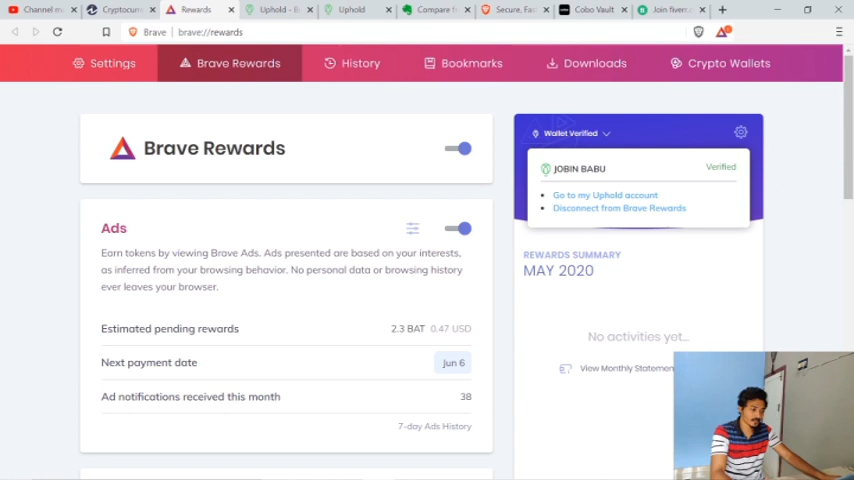 Channel m
Cryptocurr
Rewards
Uphold - B
Uphold
Compare fr
Secure, Fas
Cobo Vault
Join fiverr
Brave | brave://rewards
Settings
Brave Rewards
History
Bookmarks
Downloads
Crypto Wallets
Brave Rewards
Ads
Earn tokens by viewing Brave Ads. Ads presented are based on your interests,
as inferred from your browsing behavior. No personal data or browsing history
ever leaves your browser.
Estimated pending rewards 2.3 BAT 0.47 USD
Next payment date Jun 6
Ad notifications received this month 38
7-day Ads History
Wallet Verified
JOBIN BABU Verified
Go to my Uphold account
Disconnect from Brave Rewards
REWARDS SUMMARY
MAY 2020
No activities yet...
View Monthly Statemen